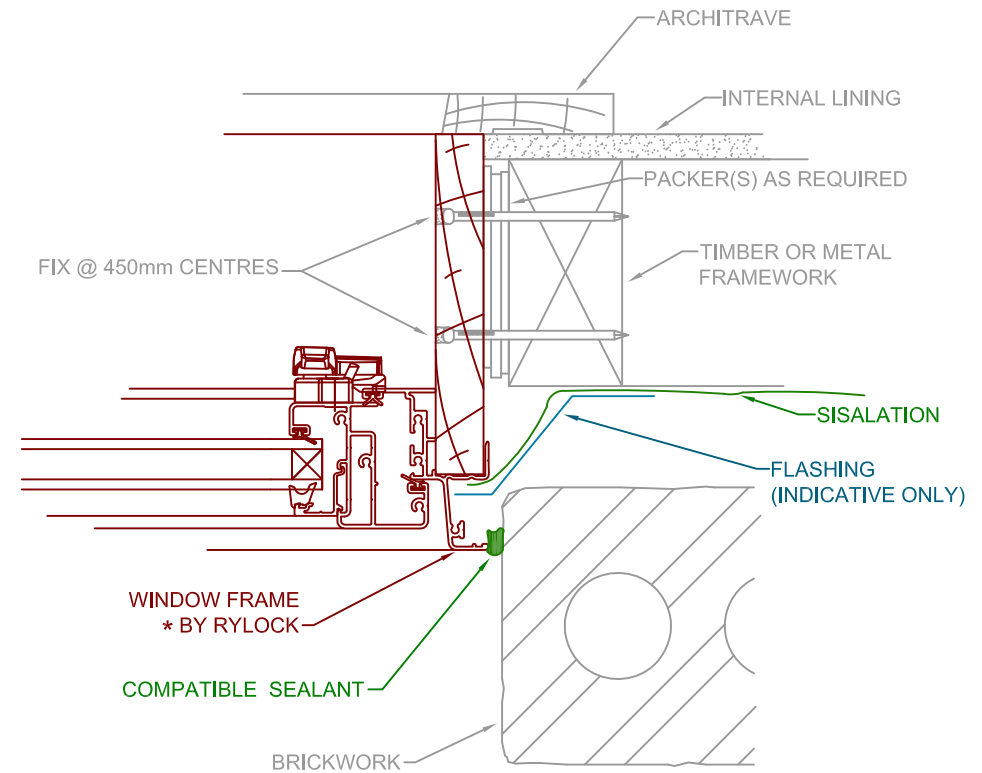 ARCHITRAVE
INTERNAL LINING
PACKER(S) AS REQUIRED
TIMBER OR METAL
FRAMEWORK
FIX @ 450mm CENTRES
SISALATION
FLASHING
(INDICATIVE ONLY)
WINDOW FRAME
* BY RYLOCK
COMPATIBLE SEALANT
BRICKWORK